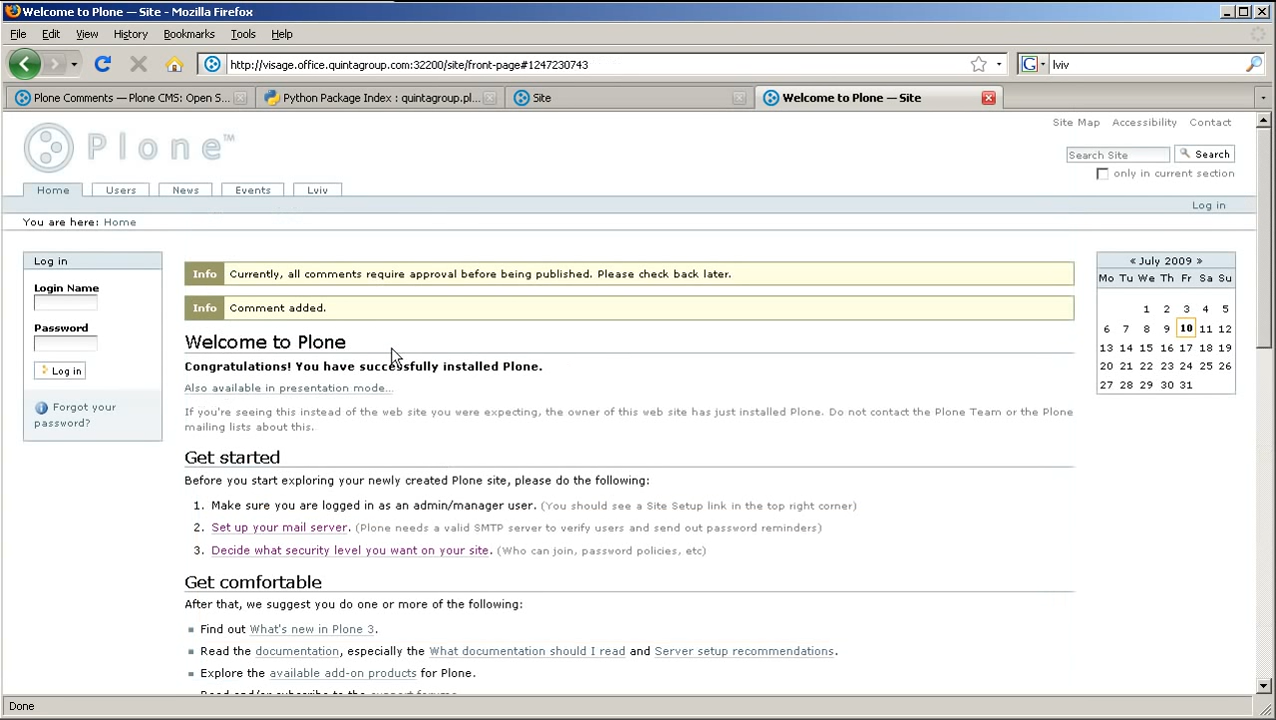 Welcome to Plone — Site - Mozilla Firefox
File Edit View History Bookmarks Tools Help
http://visage.office.quintagroup.com:32200/site/front-page#1247230743
lviv
Plone Comments — Plone CMS: Open S...
Python Package Index : quintagroup.pl...
Site
Welcome to Plone — Site
Plone™
Site Map Accessibility Contact
Search Site
Search
only in current section
Home Users News Events Lviv
Log in
You are here: Home
Log in
Login Name
Password
Log in
Forgot your
password?
Info Currently, all comments require approval before being published. Please check back later.
Info Comment added.
Welcome to Plone
Congratulations! You have successfully installed Plone.
Also available in presentation mode...
If you're seeing this instead of the web site you were expecting, the owner of this web site has just installed Plone. Do not contact the Plone Team or the Plone
mailing lists about this.
Get started
Before you start exploring your newly created Plone site, please do the following:
1. Make sure you are logged in as an admin/manager user. (You should see a Site Setup link in the top right corner)
2. Set up your mail server. (Plone needs a valid SMTP server to verify users and send out password reminders)
3. Decide what security level you want on your site. (Who can join, password policies, etc)
Get comfortable
After that, we suggest you do one or more of the following:
Find out What's new in Plone 3.
Read the documentation, especially the What documentation should I read and Server setup recommendations.
Explore the available add-on products for Plone.
Read and/or subscribe to the support forums.
« July 2009 »
Mo Tu We Th Fr Sa Su
1 2 3 4 5
6 7 8 9 10 11 12
13 14 15 16 17 18 19
20 21 22 23 24 25 26
27 28 29 30 31
Done